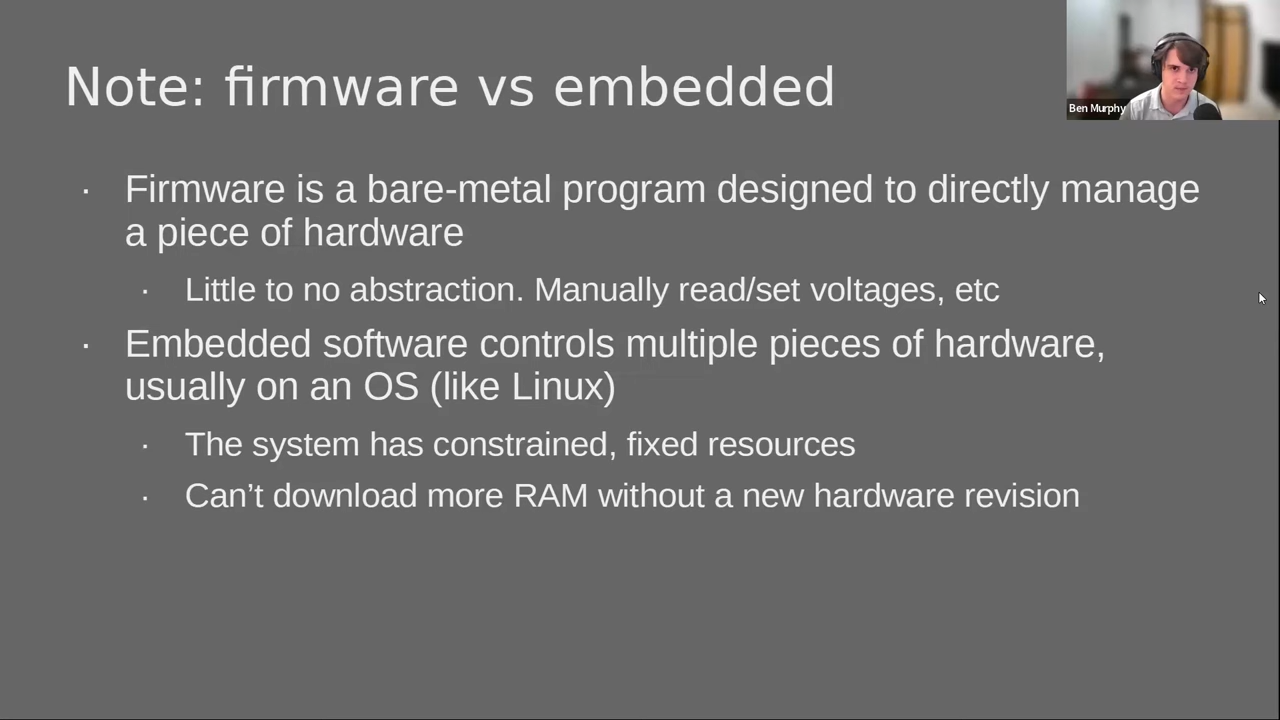 Note: firmware vs embedded
Ben Murphy
· Firmware is a bare-metal program designed to directly manage
a piece of hardware
· Little to no abstraction. Manually read/set voltages, etc
· Embedded software controls multiple pieces of hardware,
usually on an OS (like Linux)
· The system has constrained, fixed resources
· Can’t download more RAM without a new hardware revision